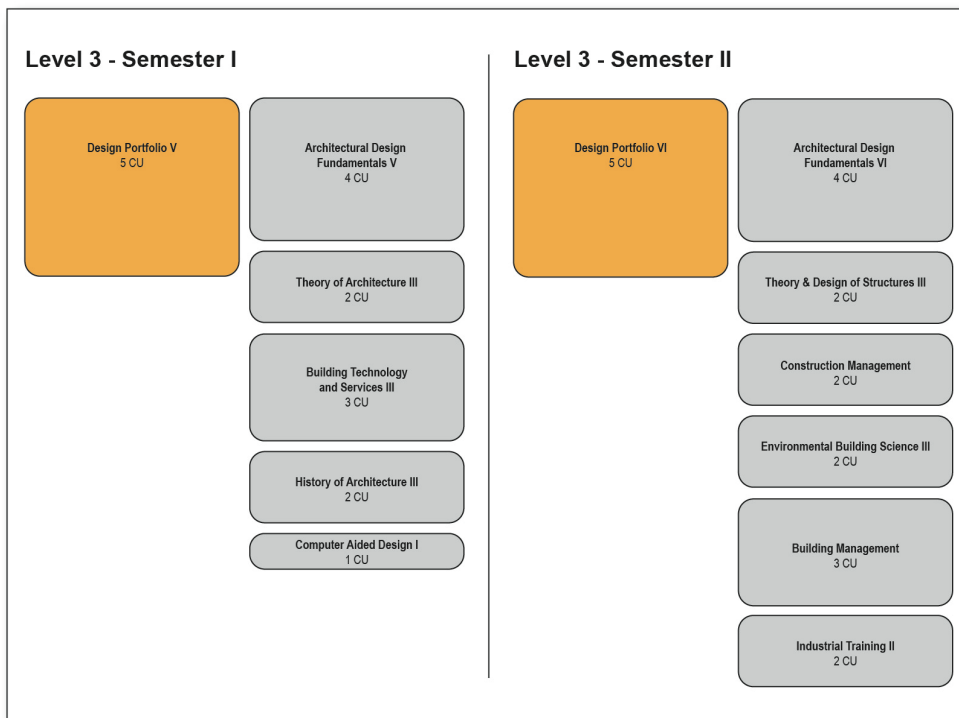 Level 3 - Semester I
Design Portfolio V
5 CU
Architectural Design
Fundamentals V
4 CU
Theory of Architecture III
2 CU
Building Technology
and Services III
3 CU
History of Architecture III
2 CU
Computer Aided Design I
1 CU
Level 3 - Semester II
Design Portfolio VI
5 CU
Architectural Design
Fundamentals VI
4 CU
Theory & Design of Structures III
2 CU
Construction Management
2 CU
Environmental Building Science III
2 CU
Building Management
3 CU
Industrial Training II
2 CU